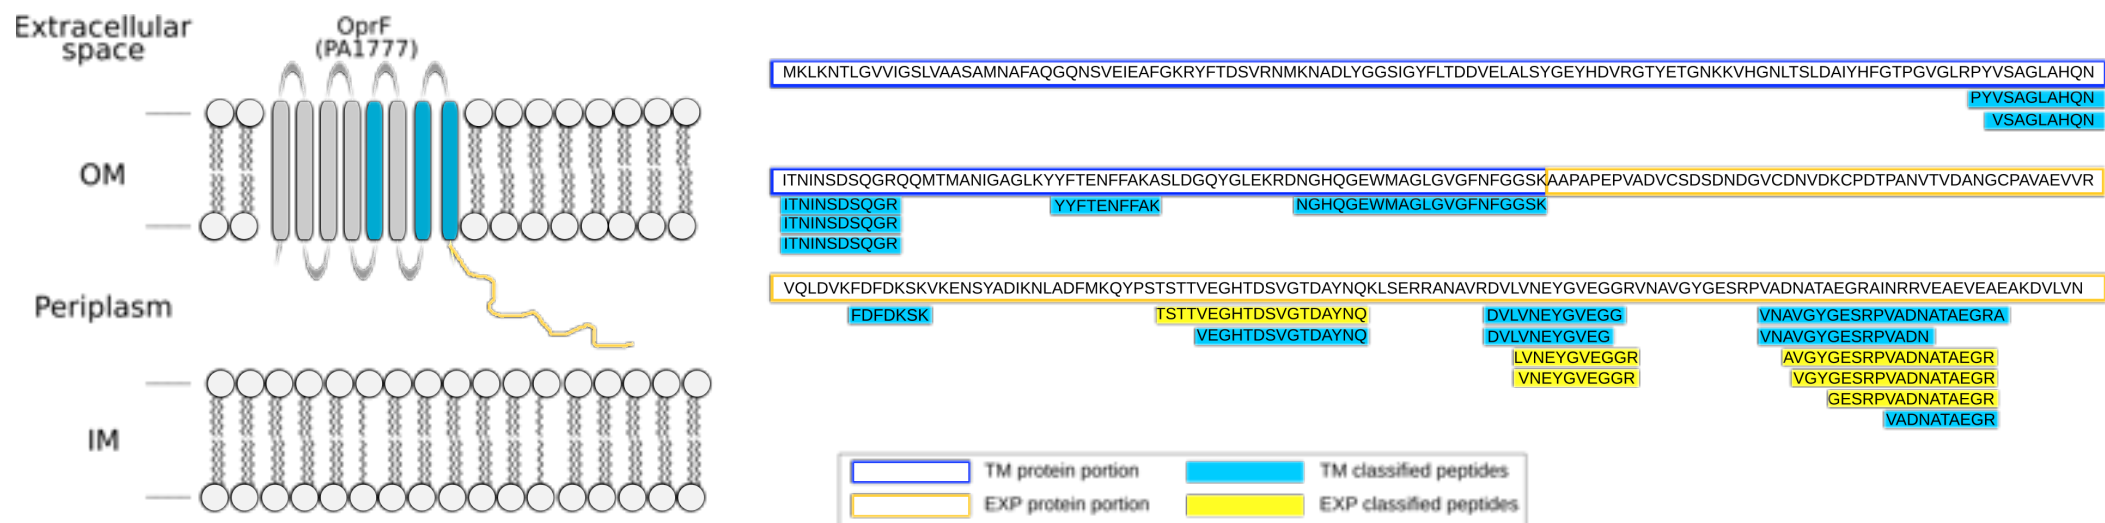 Extracellular
space
OprF
(PA1777)
OM
Periplasm
IM
MKLKNTLGVVIGSLVAASAMNAFAQGQNSVEIEAFGKRYFTDSVRNMKNADLYGGSIGYFLTDDVELALSYGEYHDVRGTYETGNKKVHGNLTSLDAIYHFGTPGVGLRPYVSAGLAHQN
PYVSAGLAHQN
VSAGLAHQN
ITNINSDSQGRQQMTMANIGAGLKYYFTENFFAKASLDGQYGLEKRDNGHQGEWMAGLGVGFNFGGSKAAPAPEPVADVCSDSDNDGVCDNVDKCPDTPANVTVDANGCPAVAEVVR
ITNINSDSQGR YYFTENFFAK NGHQGEWMAGLGVGFNFGGSK
ITNINSDSQGR
ITNINSDSQGR
VQLDVKFDFDKSKVKENSYADIKNLADFMKQYPSTSTTVEGHTDSVGTDAYNQKLSERRANAVRDVLVNEYGVEGGRVNAVGYGESRPVADNATAEGRAINRRVEAEVEAEAKDVLVN
FDFDKSK TSTTVEGHTDSVGTDAYNQ DVLVNEYGVEGG VNAVGYGESRPVADNATAEGRA
VEGHTDSVGTDAYNQ DVLVNEYGVEG VNAVGYGESRPVADN
LVNEYGVEGGR AVGYGESRPVADNATAEGR
VNEYGVEGGR VGYGESRPVADNATAEGR
GESRPVADNATAEGR
VADNATAEGR
TM protein portion TM classified peptides
EXP protein portion EXP classified peptides